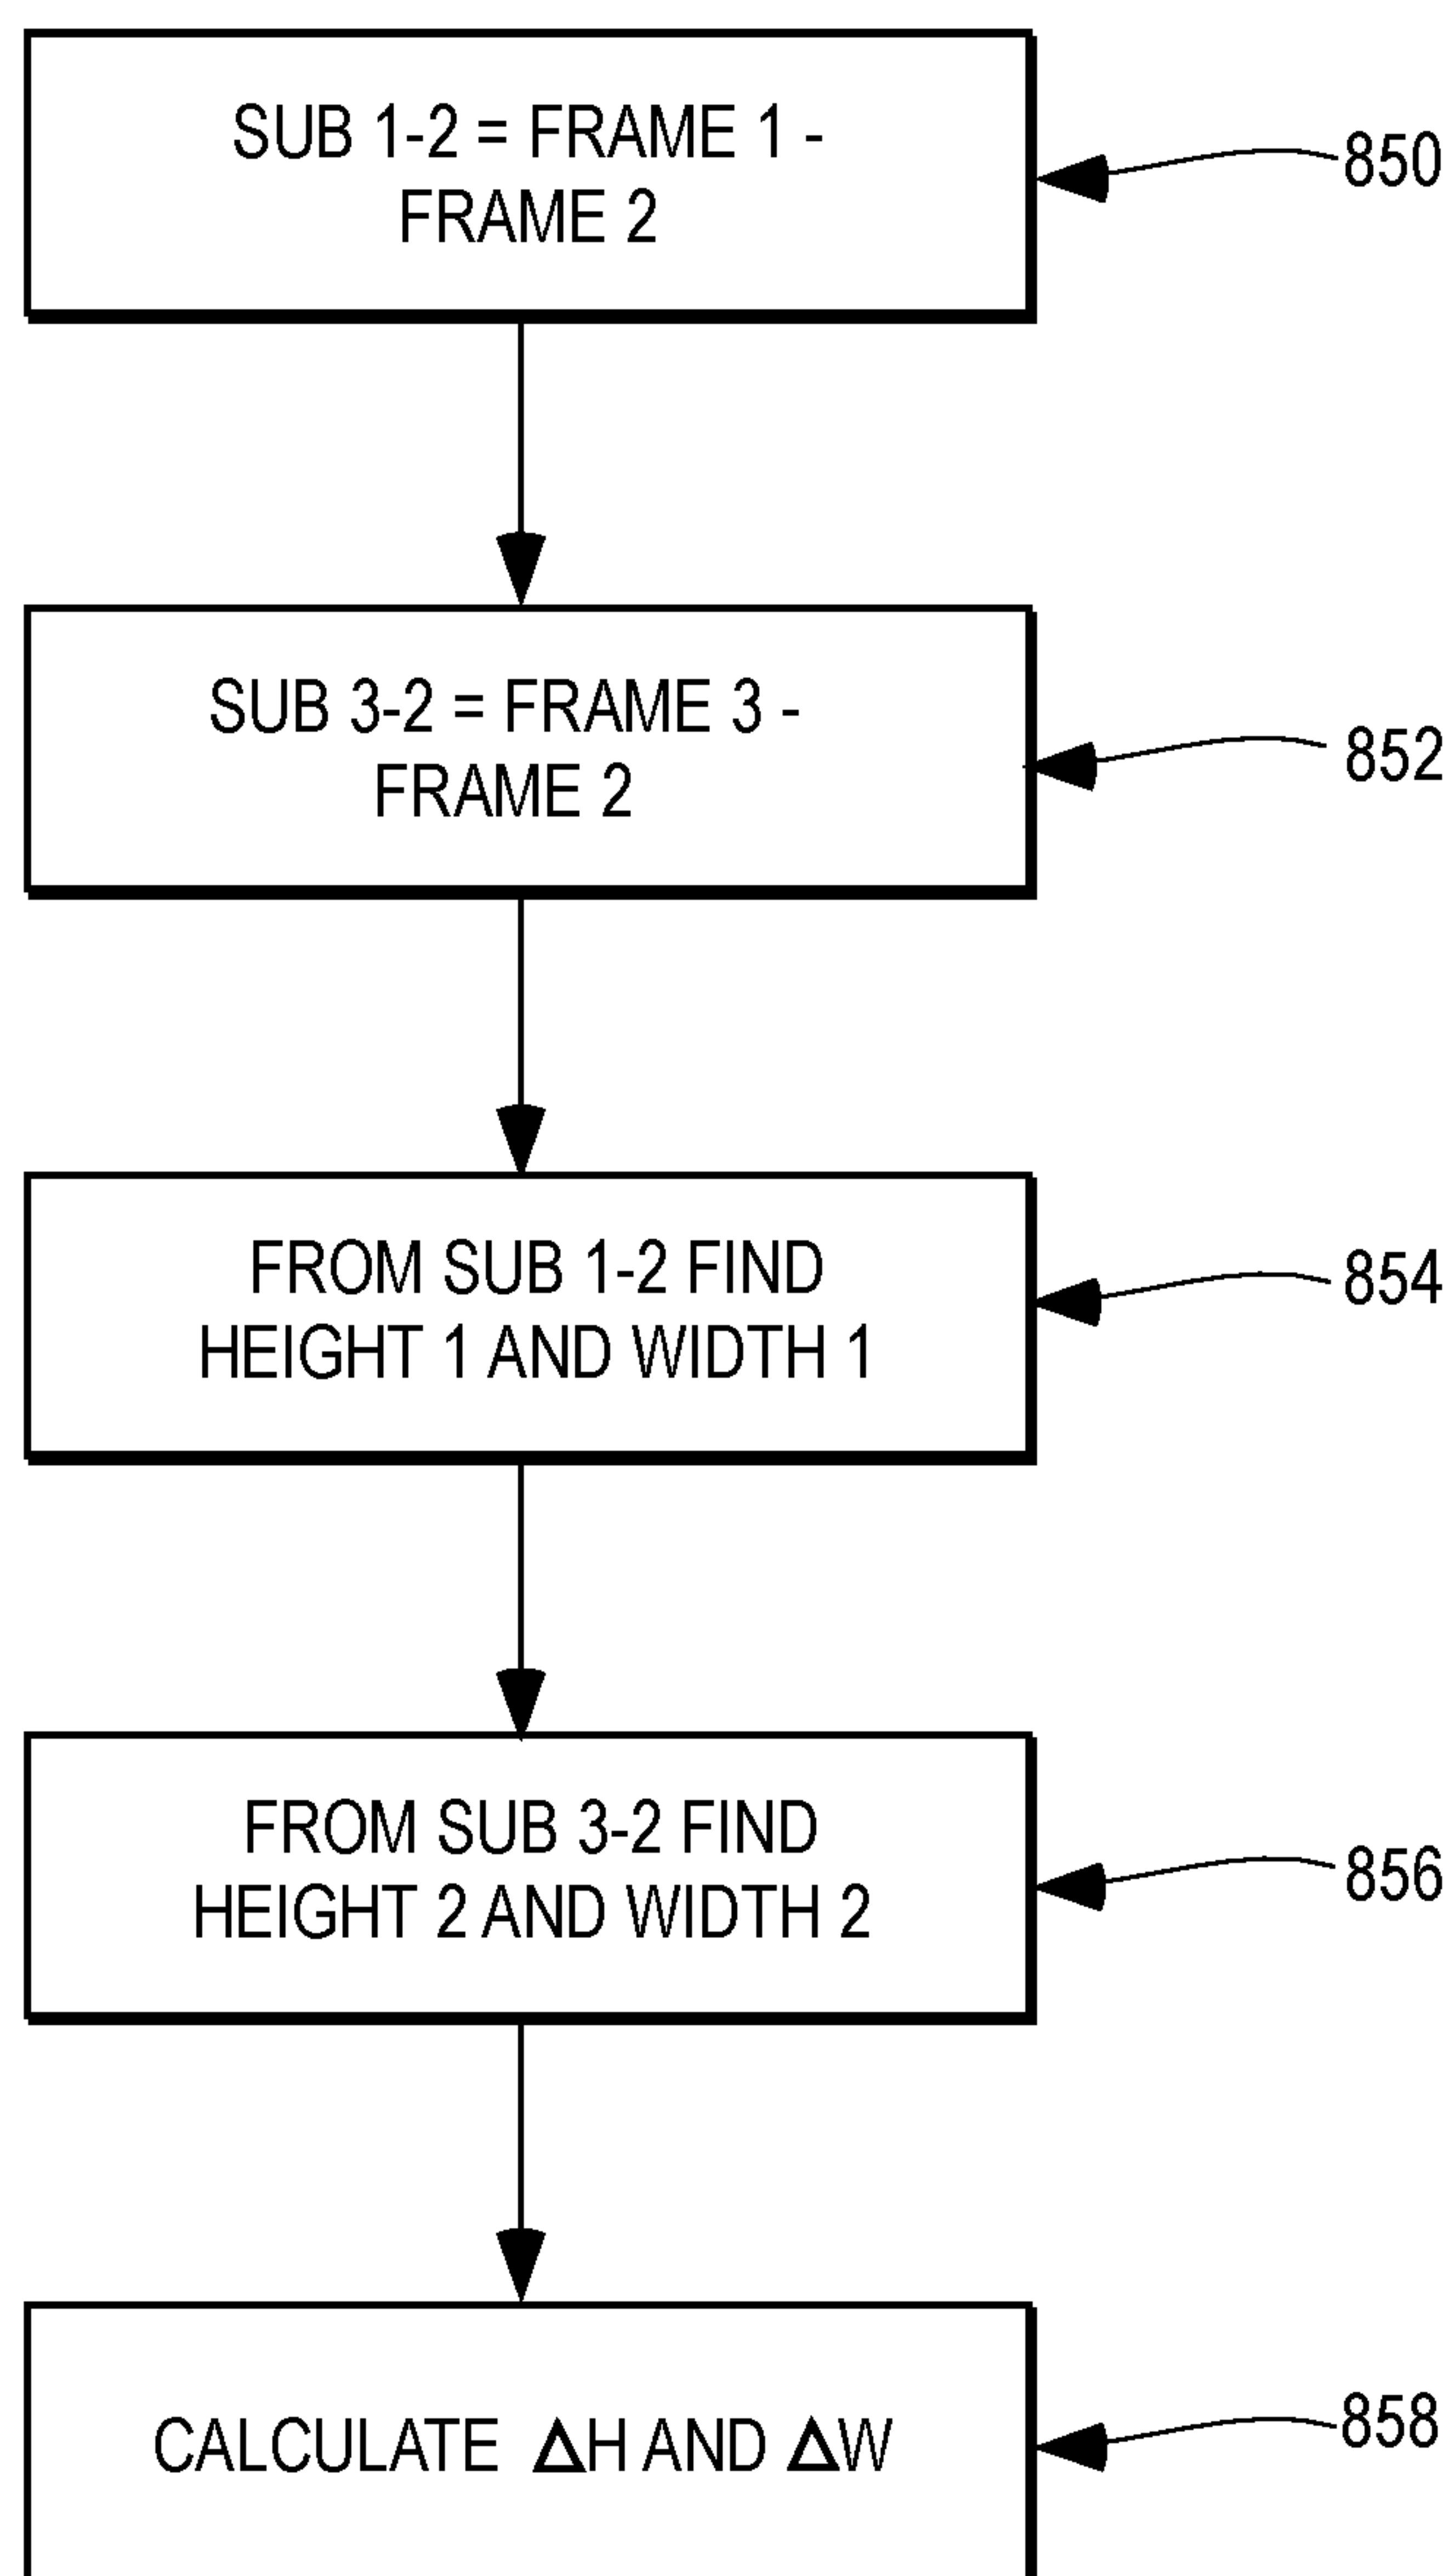 SUB 1-2 = FRAME 1 -
FRAME 2
850
SUB 3-2 = FRAME 3 -
FRAME 2
852
FROM SUB 1-2 FIND
HEIGHT 1 AND WIDTH 1
854
FROM SUB 3-2 FIND
HEIGHT 2 AND WIDTH 2
856
CALCULATE ΔH AND ΔW
858